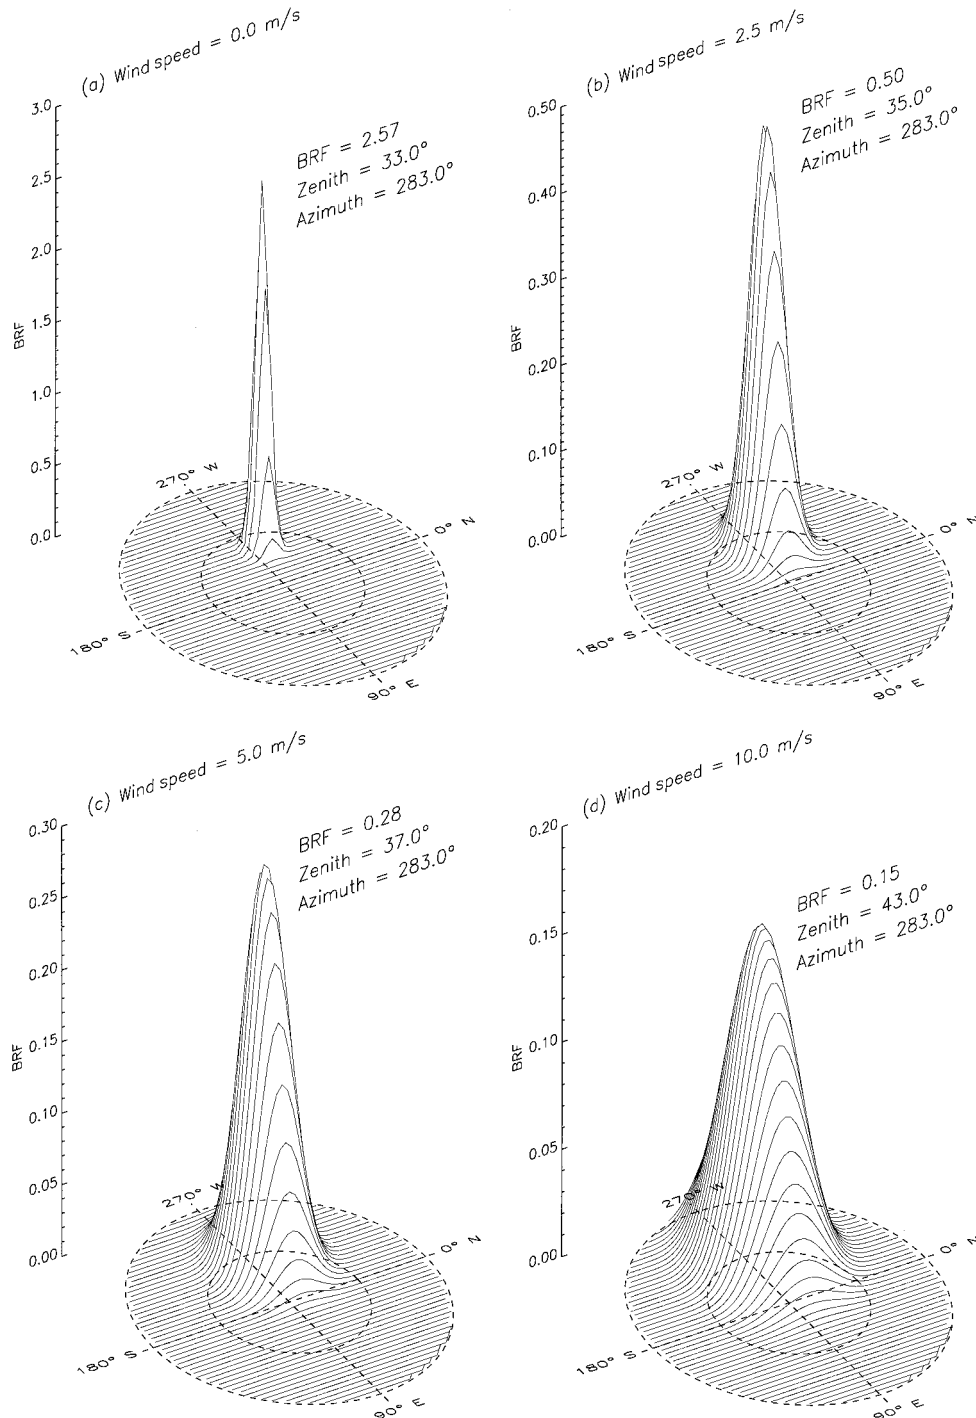 (a) Wind speed = 0.0 m/s
BRF = 2.57
Zenith = 33.0°
Azimuth = 283.0°
3.0
2.5
2.0
1.5
1.0
0.5
0.0
BRF
270° W
0° N
180° S
90° E
(b) Wind speed = 2.5 m/s
BRF = 0.50
Zenith = 35.0°
Azimuth = 283.0°
0.50
0.40
0.30
0.20
0.10
0.00
BRF
270° W
0° N
180° S
90° E
(c) Wind speed = 5.0 m/s
BRF = 0.28
Zenith = 37.0°
Azimuth = 283.0°
0.30
0.25
0.20
0.15
0.10
0.05
0.00
BRF
270° W
0° N
180° S
90° E
(d) Wind speed = 10.0 m/s
BRF = 0.15
Zenith = 43.0°
Azimuth = 283.0°
0.20
0.15
0.10
0.05
0.00
BRF
270° W
0° N
180° S
90° E